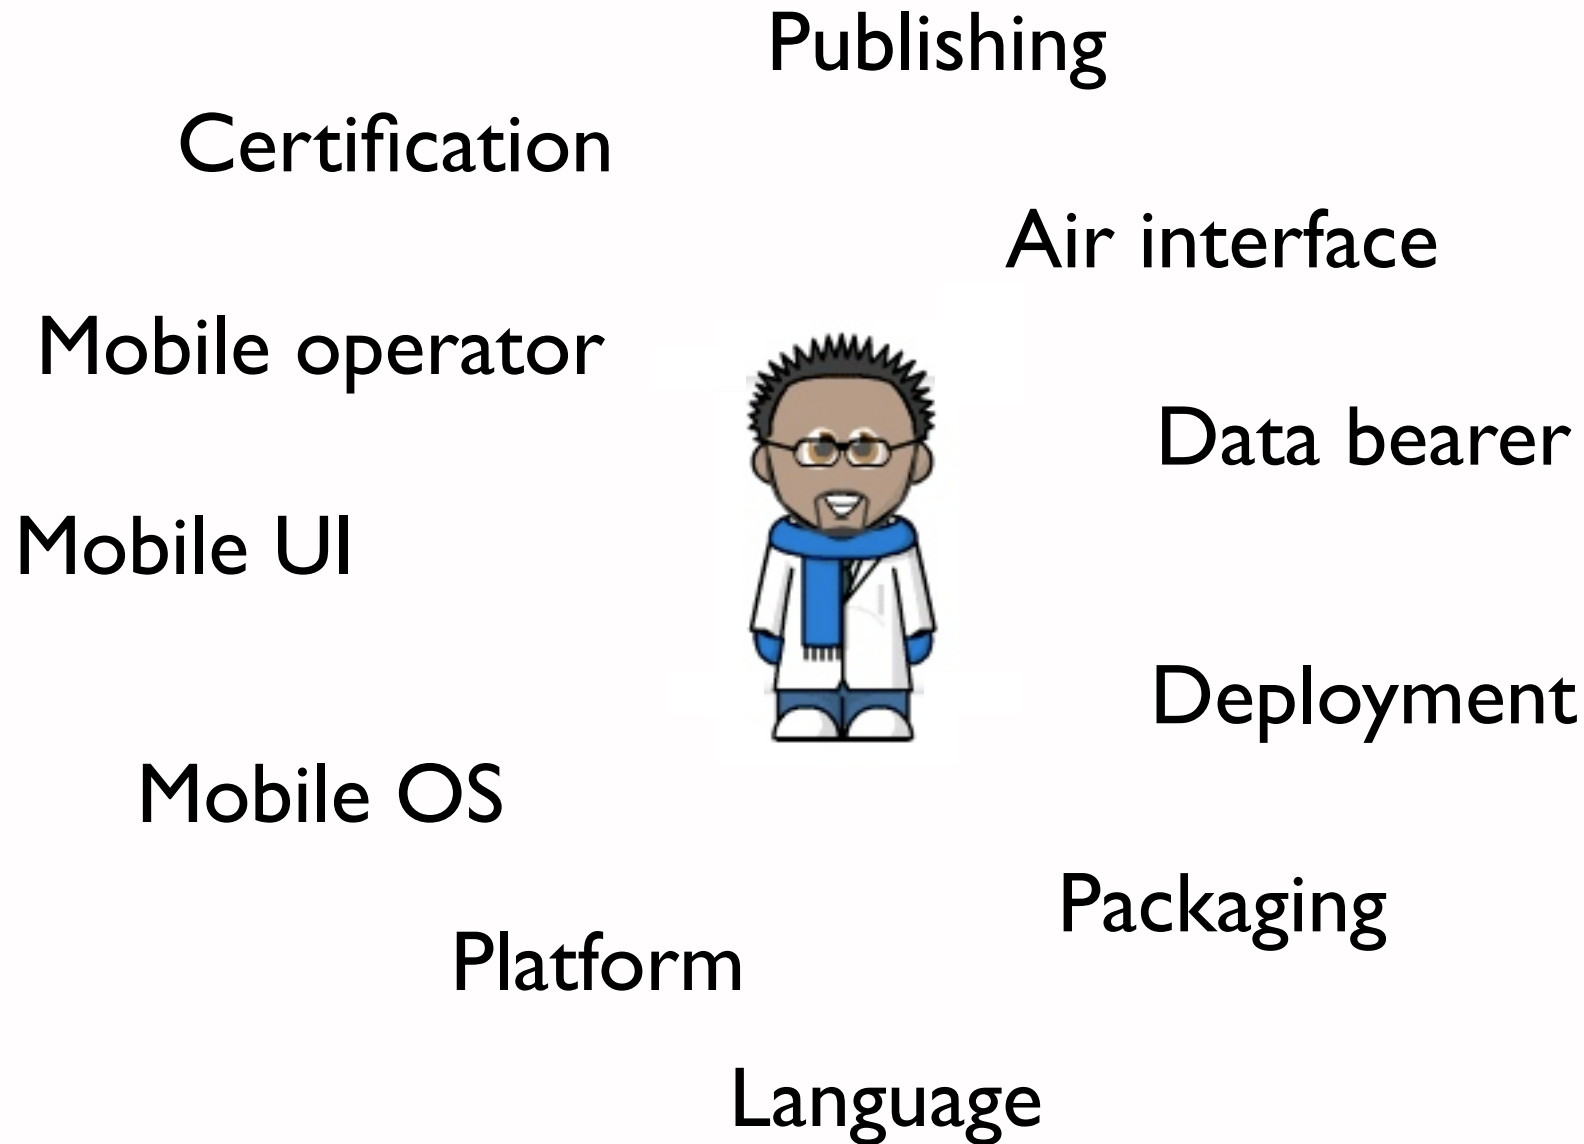 Publishing
Certification
Air interface
Mobile operator
Data bearer
Mobile UI
Deployment
Mobile OS
Packaging
Platform
Language